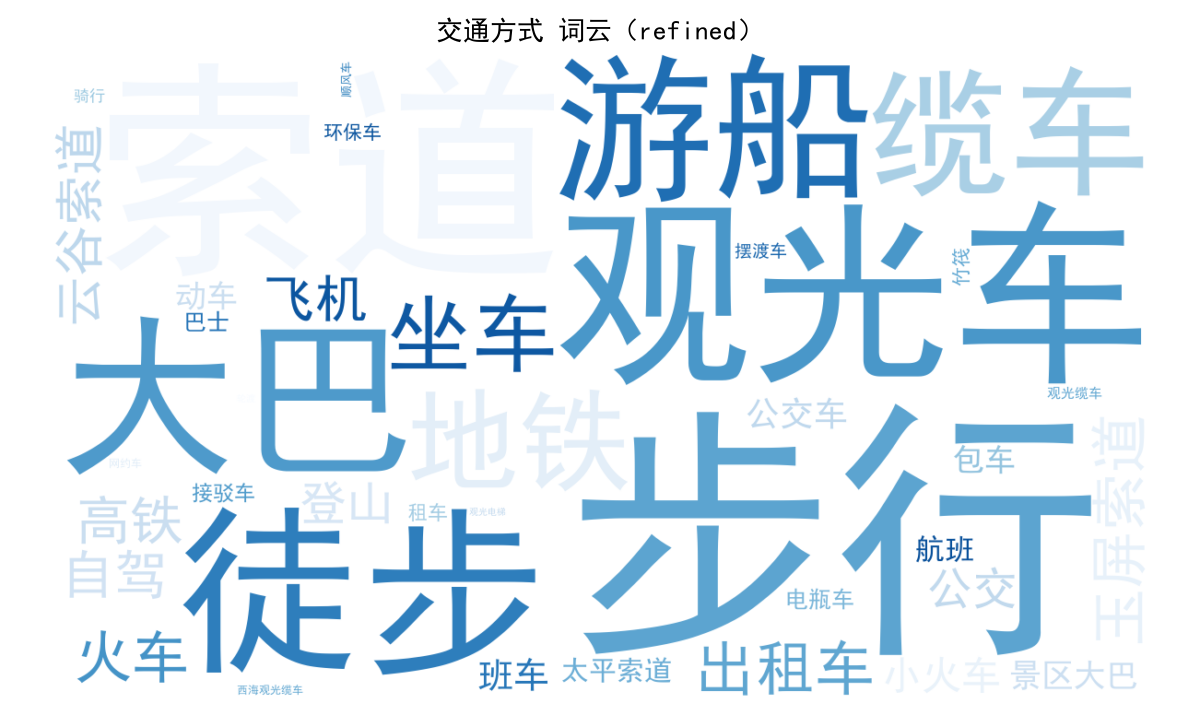 交通方式 词云（refined）
索道
游船
缆车
骑行
顺风车
环保车
云谷索道
观光车
摆渡车
竹筏
动车
巴士
飞机
坐车
大巴
观光缆车
地铁
公交车
步行
包车
玉屏索道
网约车
接驳车
高铁
登山
租车
观光电梯
徒步
自驾
航班
公交
电瓶车
火车
班车
太平索道
出租车
小火车
景区大巴
西海观光缆车